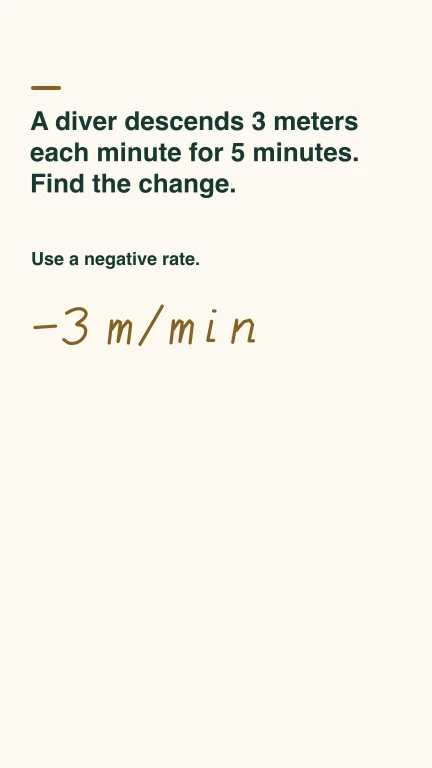 A diver descends 3 meters
each minute for 5 minutes.
Find the change.
Use a negative rate.
−3 m/min